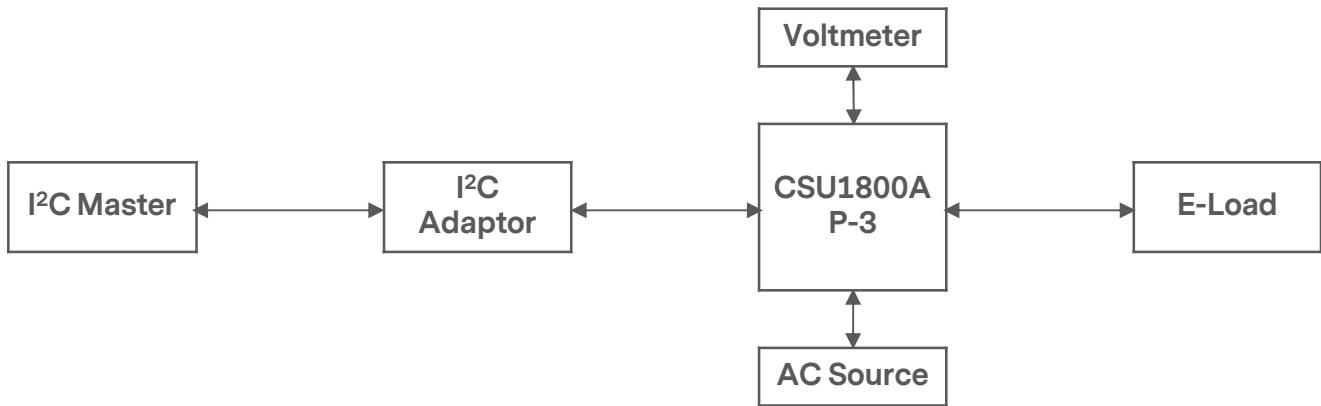 Voltmeter
I²C Master
I²C
Adaptor
CSU1800A
P-3
E-Load
AC Source